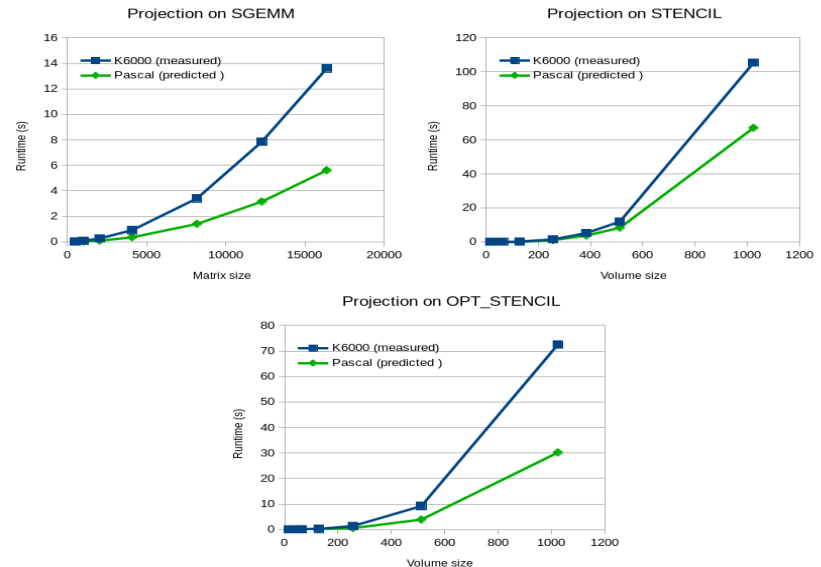 Projection on SGEMM
16
14
12
10
8
6
4
2
0
Runtime (s)
K6000 (measured)
Pascal (predicted )
0 5000 10000 15000 20000
Matrix size
Projection on STENCIL
120
100
80
60
40
20
0
Runtime (s)
K6000 (measured)
Pascal (predicted )
0 200 400 600 800 1000 1200
Volume size
Projection on OPT_STENCIL
80
70
60
50
40
30
20
10
0
Runtime (s)
K6000 (measured)
Pascal (predicted )
0 200 400 600 800 1000 1200
Volume size